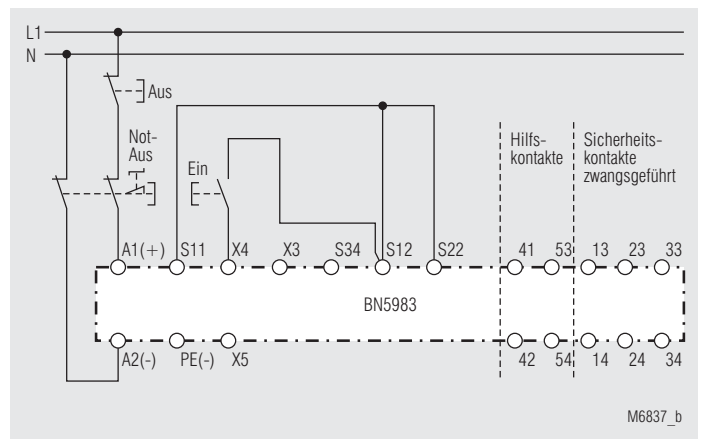 L1
N
Aus
Not-
Aus
Ein
Hilfs-
kontakte
Sicherheits-
kontakte
zwangsgeführt
A1(+) S11 X4 X3 S34 S12 S22 41 53 13 23 33
BN5983
A2(-) PE(-) X5 42 54 14 24 34
M6837_b